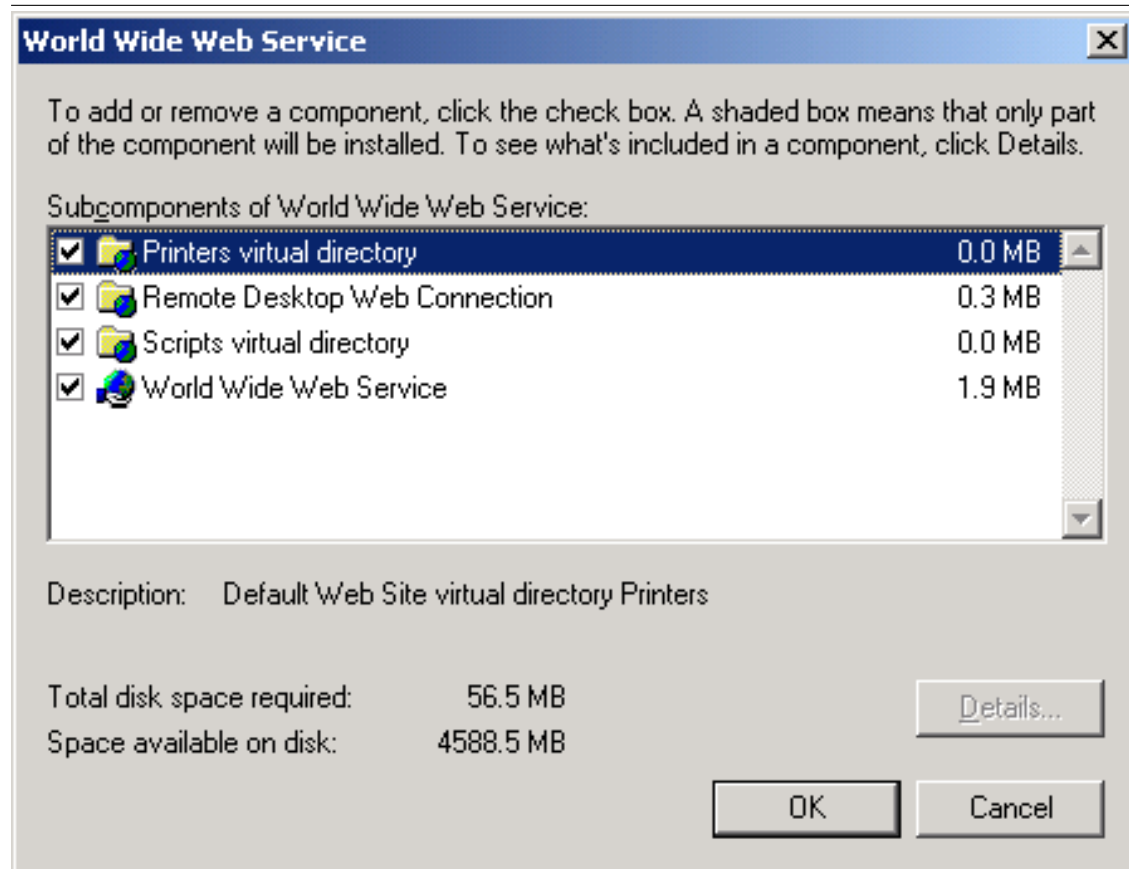 World Wide Web Service
To add or remove a component, click the check box. A shaded box means that only part
of the component will be installed. To see what's included in a component, click Details.
Subcomponents of World Wide Web Service:
Printers virtual directory 0.0 MB
Remote Desktop Web Connection 0.3 MB
Scripts virtual directory 0.0 MB
World Wide Web Service 1.9 MB
Description: Default Web Site virtual directory Printers
Total disk space required: 56.5 MB
Details...
Space available on disk: 4588.5 MB
OK Cancel